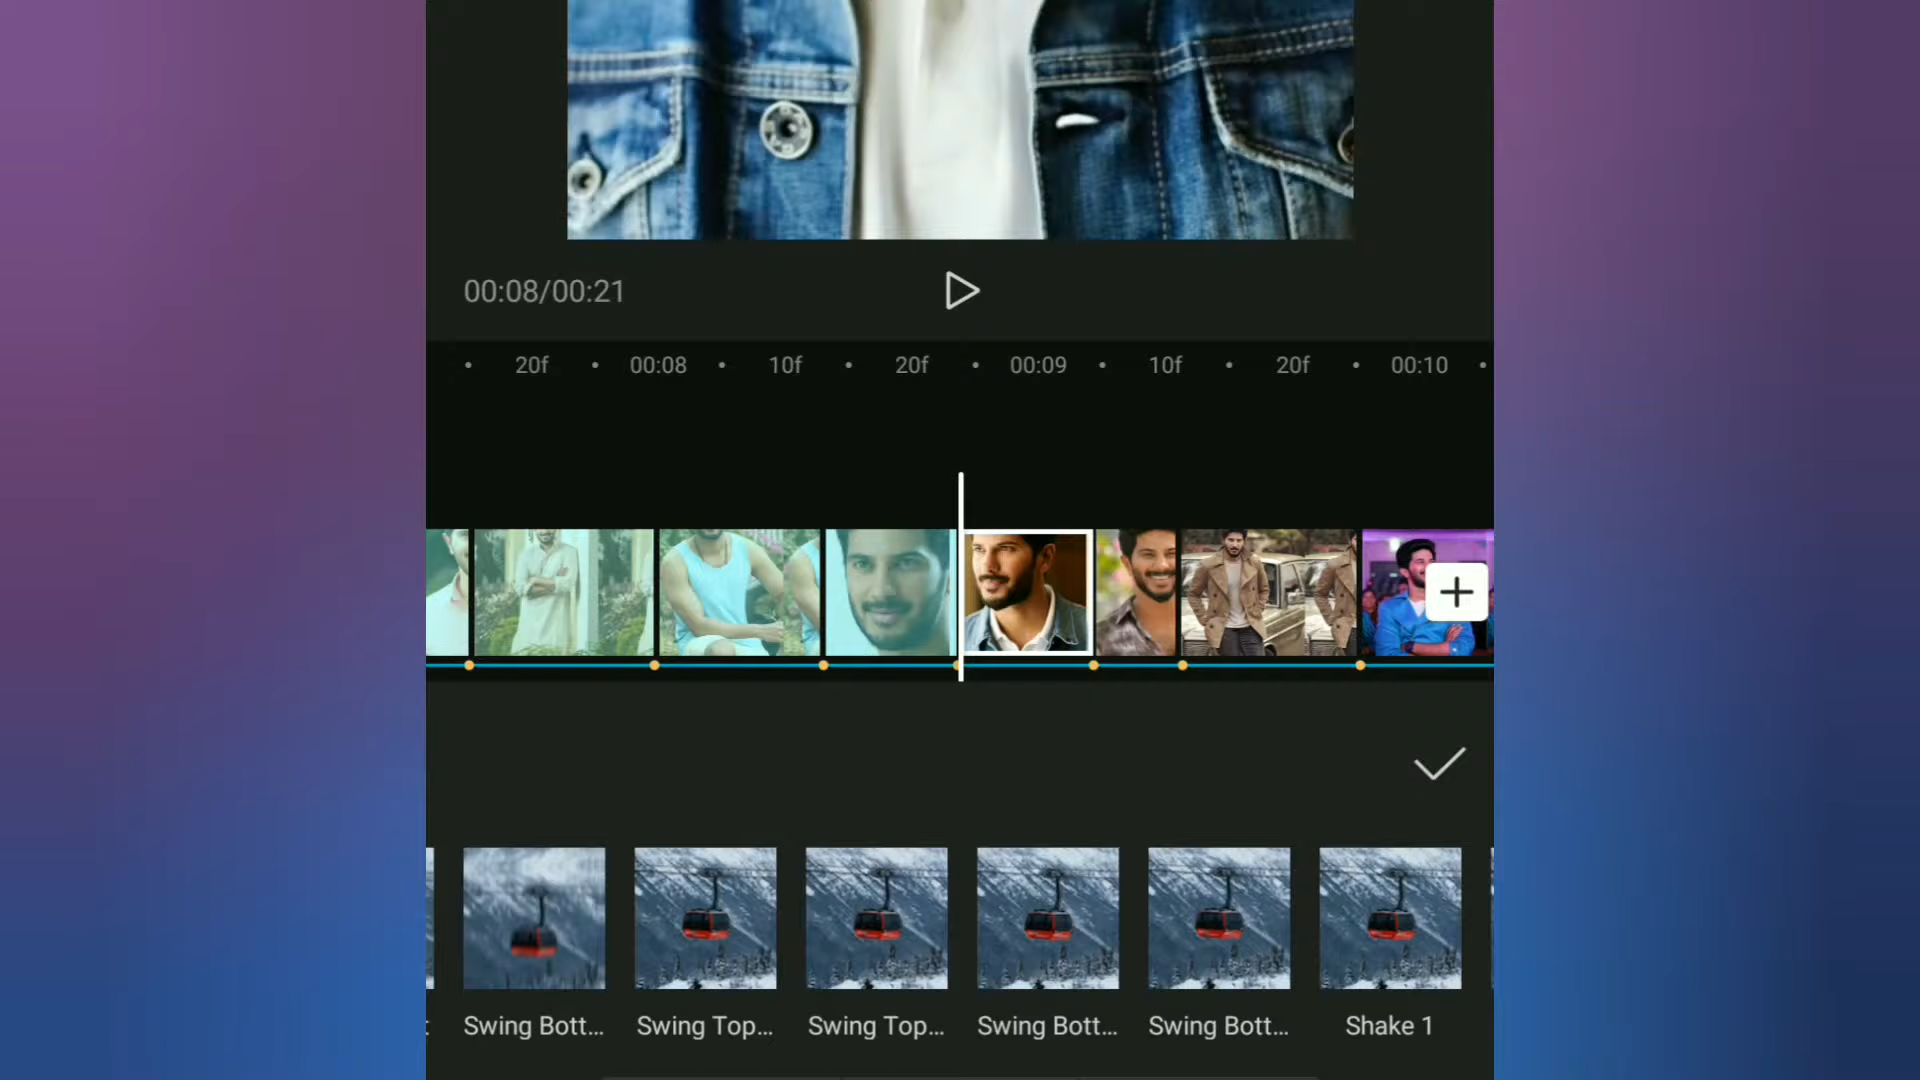 00:08/00:21
20f 00:08 10f 20f 00:09 10f 20f 00:10
Swing Bott... Swing Top... Swing Top... Swing Bott... Swing Bott... Shake 1